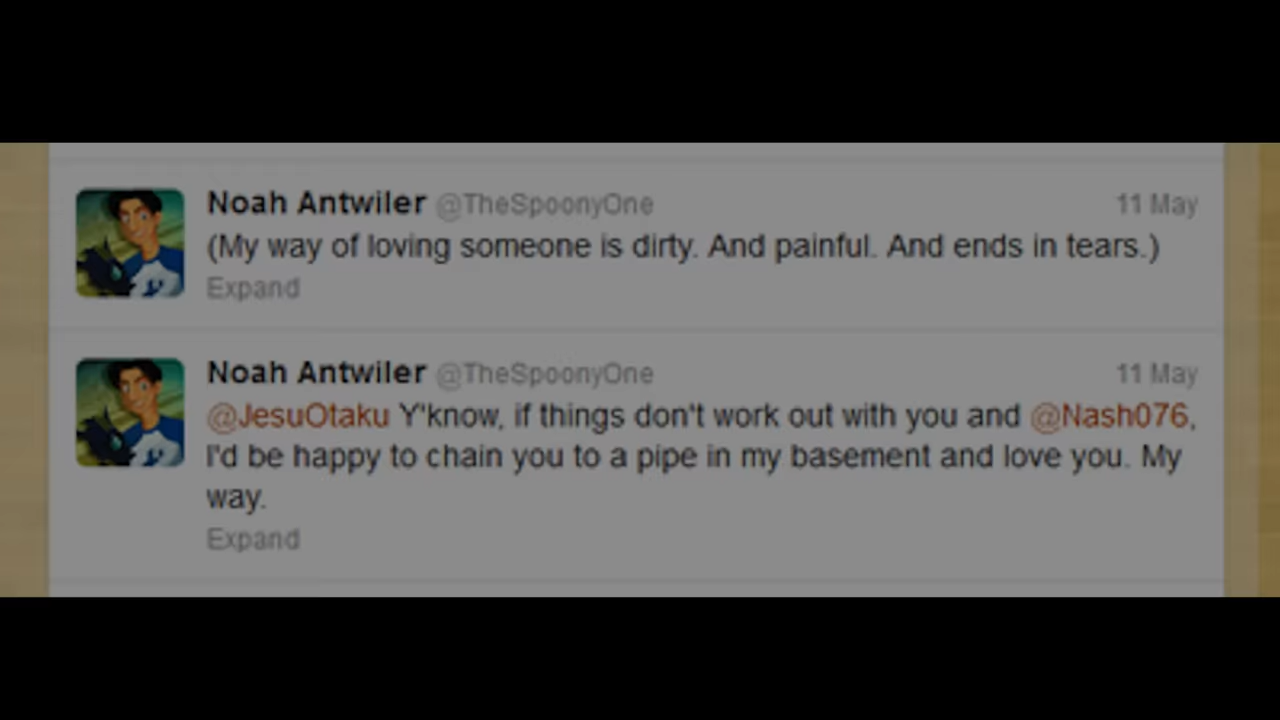 Noah Antwiler @TheSpoonyOne 11 May
(My way of loving someone is dirty. And painful. And ends in tears.)
Expand
Noah Antwiler @TheSpoonyOne 11 May
@JesuOtaku Y'know, if things don't work out with you and @Nash076,
I'd be happy to chain you to a pipe in my basement and love you. My
way.
Expand